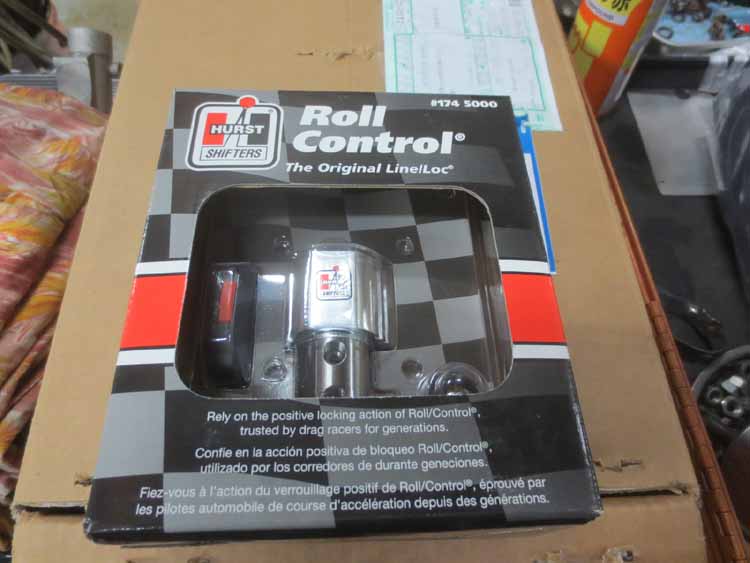 #174 5000
HURST
SHIFTERS
Roll
Control®
The Original Line/Loc®
SHIFTERS
Rely on the positive locking action of Roll/Control®,
trusted by drag racers for generations.
Confie en la acción positiva de bloqueo Roll/Control®,
utilizado por los corredores de durante geneciones.
Fiez-vous à l'action du verrouillage positif de Roll/Control®, éprouvé par
les pilotes automobile de course d'accélération depuis des générations.